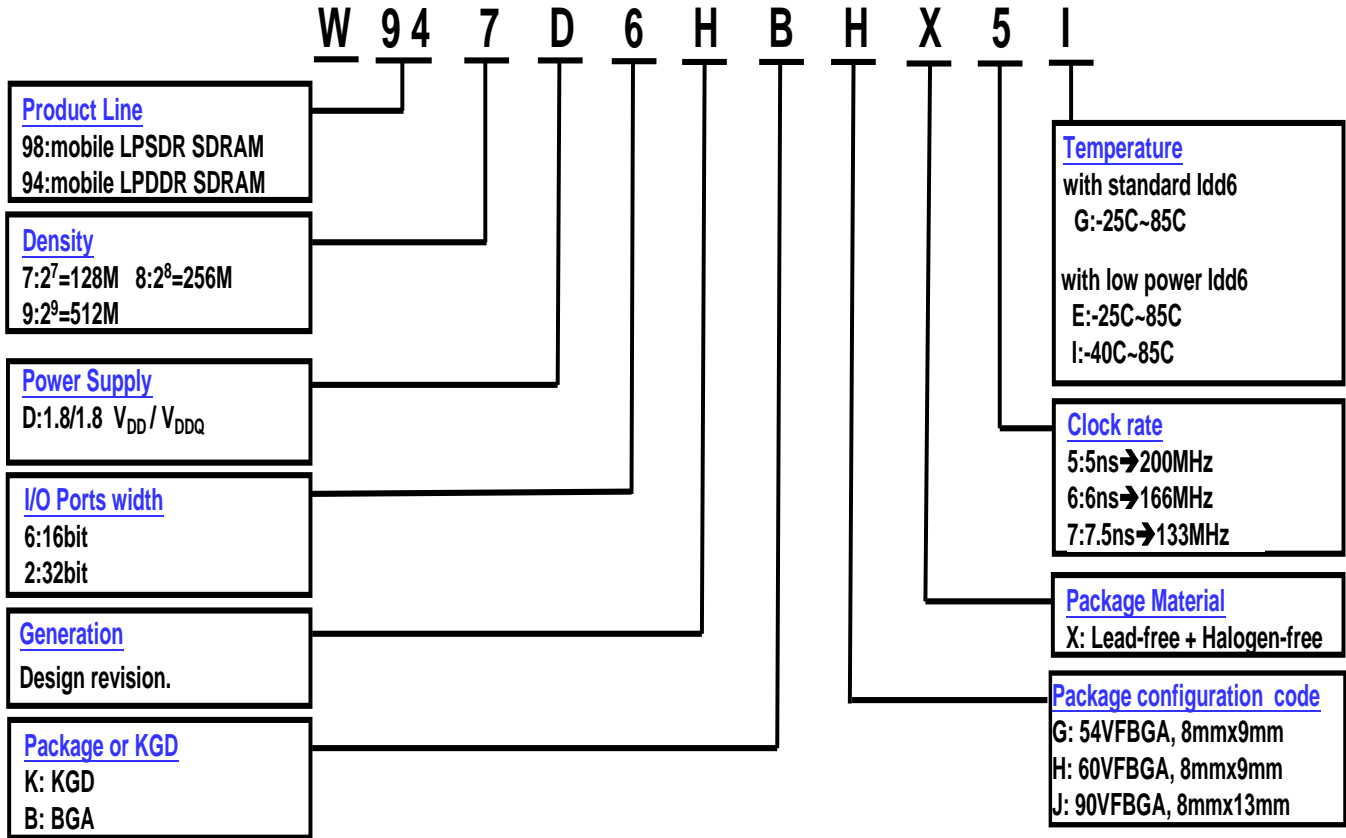 W 94 7 D 6 H B H X 5 I
Product Line
98:mobile LPSDR SDRAM
94:mobile LPDDR SDRAM
Density
7:2⁷=128M 8:2⁸=256M
9:2⁹=512M
Power Supply
D:1.8/1.8 VDD / VDDQ
I/O Ports width
6:16bit
2:32bit
Generation
Design revision.
Package or KGD
K: KGD
B: BGA
Temperature
with standard Idd6
G:-25C~85C
with low power Idd6
E:-25C~85C
I:-40C~85C
Clock rate
5:5ns➔200MHz
6:6ns➔166MHz
7:7.5ns➔133MHz
Package Material
X: Lead-free + Halogen-free
Package configuration code
G: 54VFBGA, 8mmx9mm
H: 60VFBGA, 8mmx9mm
J: 90VFBGA, 8mmx13mm